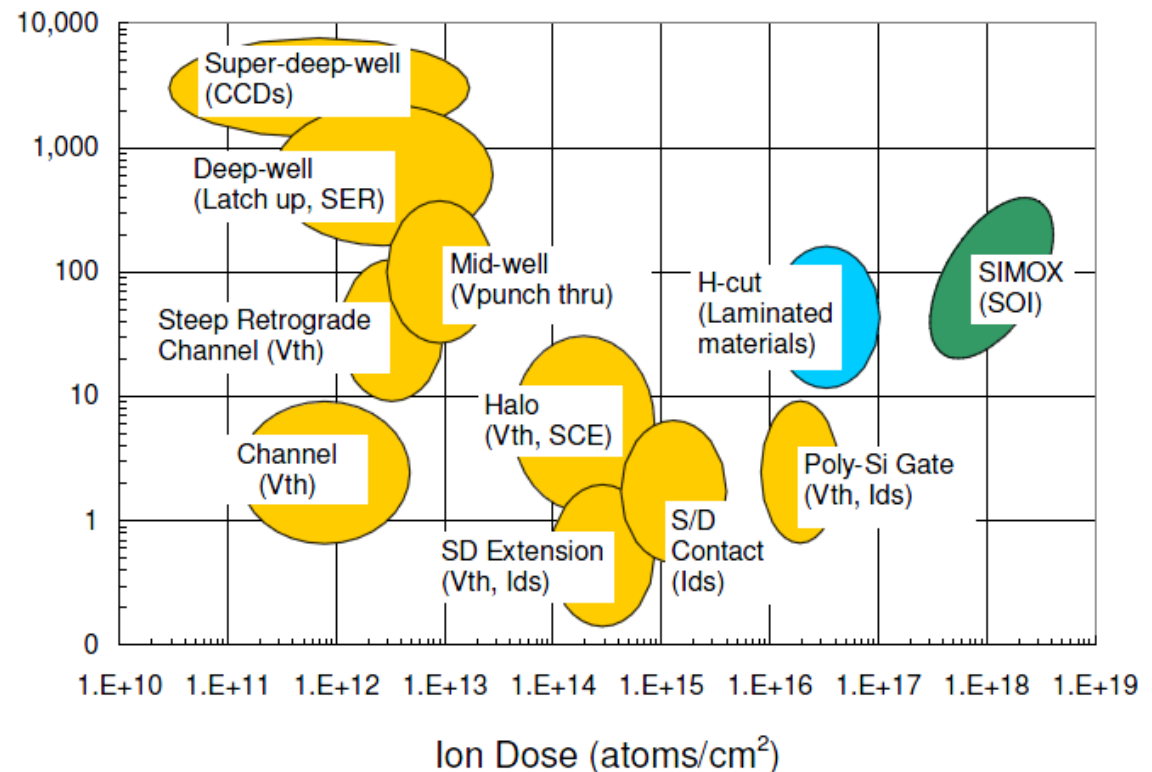 10,000
1,000
100
10
1
0
Super-deep-well
(CCDs)
Deep-well
(Latch up, SER)
Mid-well
(Vpunch thru)
Steep Retrograde
Channel (Vth)
H-cut
(Laminated
materials)
SIMOX
(SOI)
Halo
(Vth, SCE)
Channel
(Vth)
Poly-Si Gate
(Vth, Ids)
SD Extension
(Vth, Ids)
S/D
Contact
(Ids)
1.E+10 1.E+11 1.E+12 1.E+13 1.E+14 1.E+15 1.E+16 1.E+17 1.E+18 1.E+19
Ion Dose (atoms/cm²)